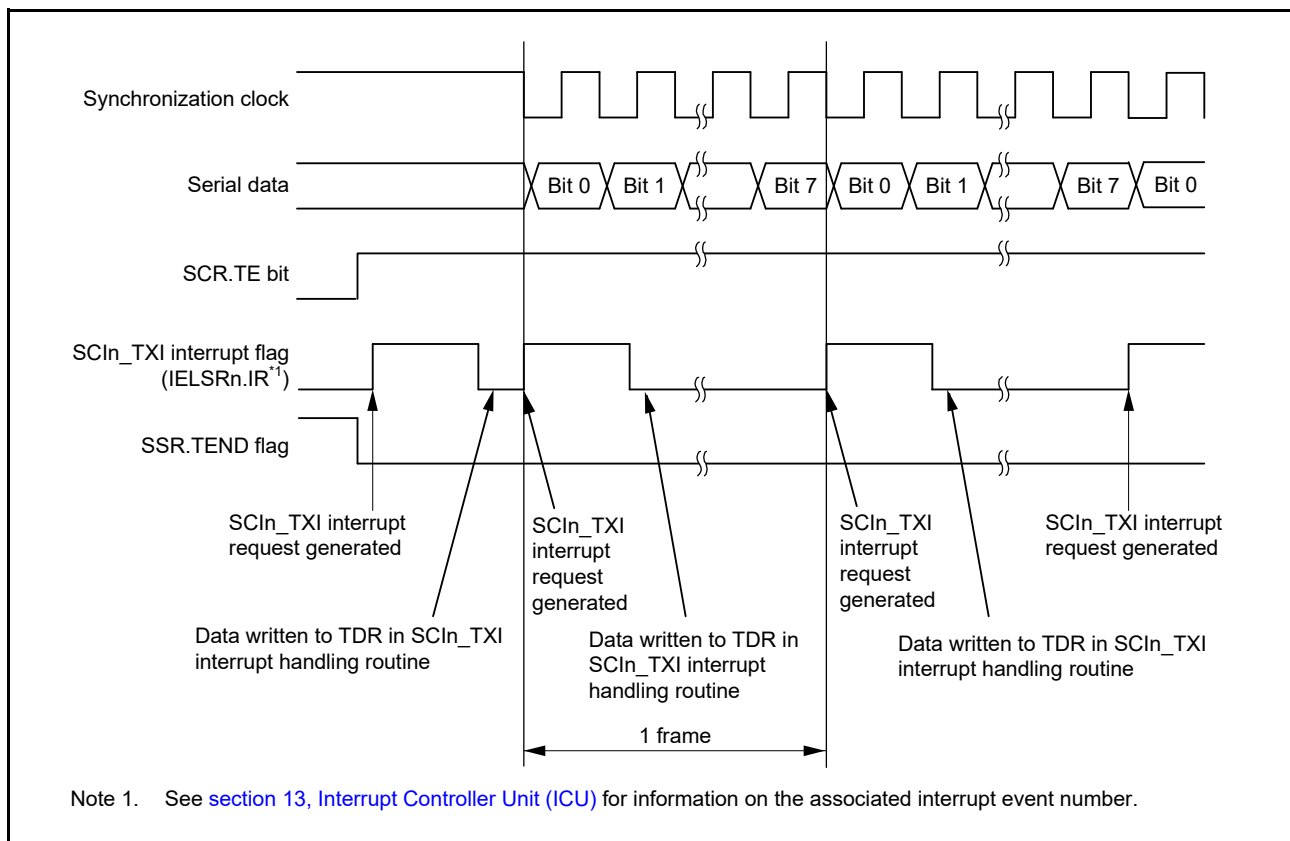 Synchronization clock
Serial data
Bit 0 Bit 1 Bit 7 Bit 0 Bit 1 Bit 7 Bit 0
SCR.TE bit
SCIn_TXI interrupt flag
(IELSRn.IR*1)
SSR.TEND flag
SCIn_TXI interrupt
request generated
SCIn_TXI
interrupt
request
generated
SCIn_TXI
interrupt
request
generated
SCIn_TXI interrupt
request generated
Data written to TDR in SCIn_TXI
interrupt handling routine
Data written to TDR in
SCIn_TXI interrupt
handling routine
Data written to TDR in SCIn_TXI
interrupt handling routine
1 frame
Note 1. See section 13, Interrupt Controller Unit (ICU) for information on the associated interrupt event number.